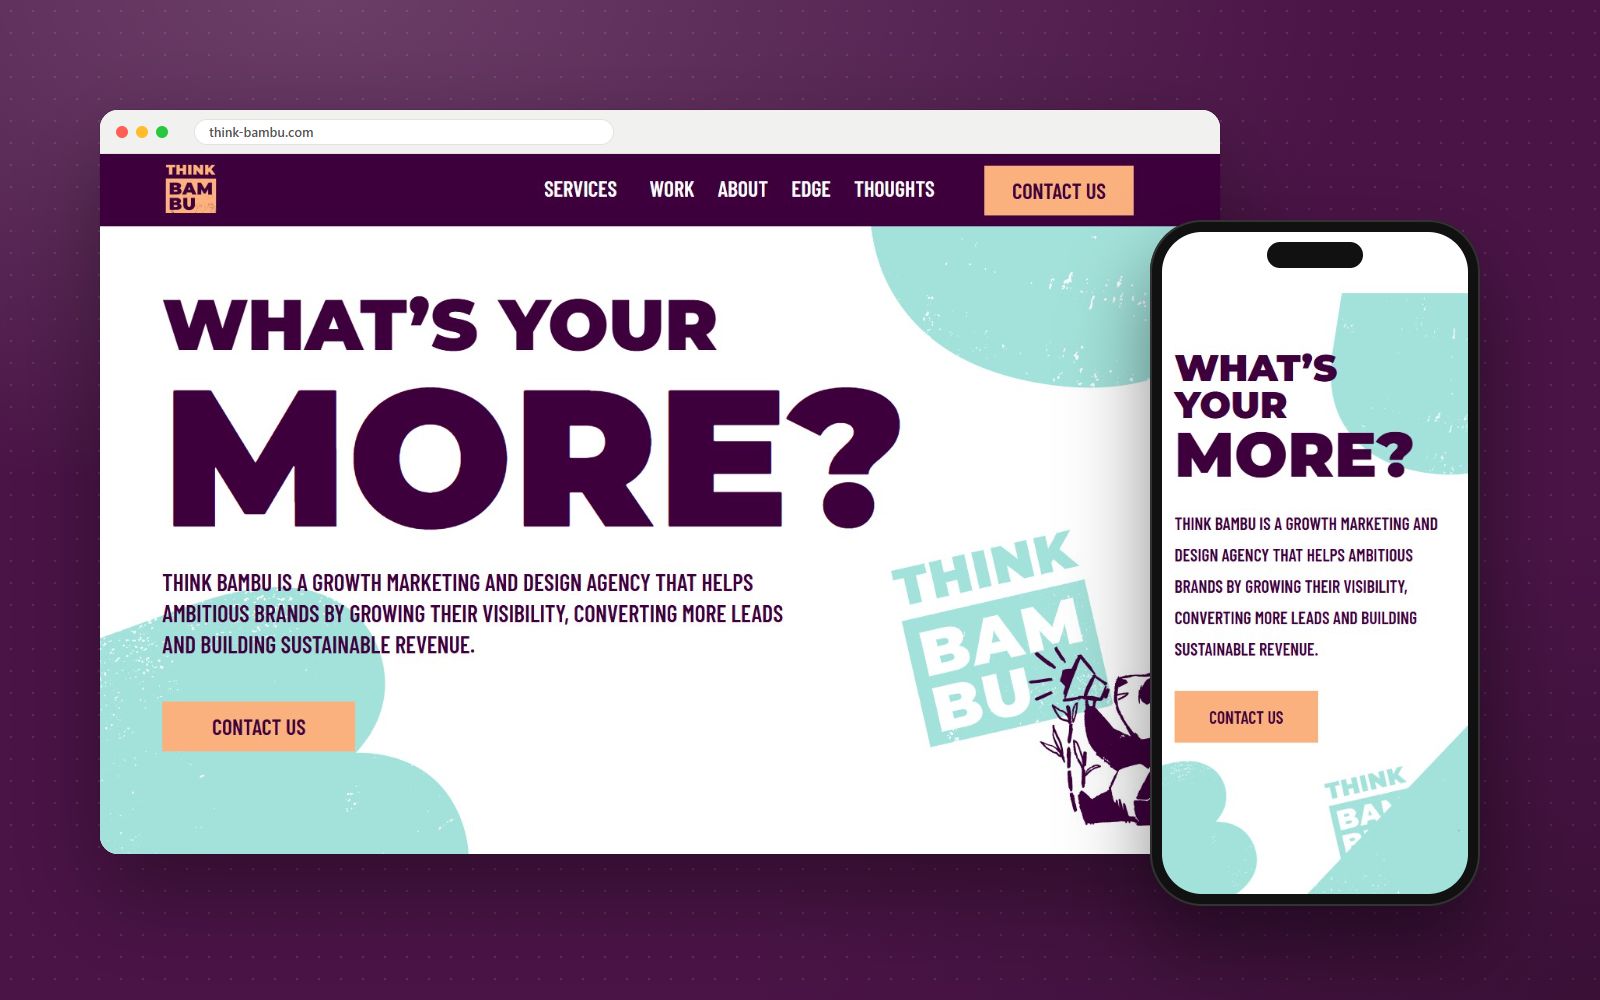 think-bambu.com
THINK
BAM
BU
SERVICES WORK ABOUT EDGE THOUGHTS CONTACT US
WHAT’S YOUR
MORE?
THINK BAMBU IS A GROWTH MARKETING AND DESIGN AGENCY THAT HELPS
AMBITIOUS BRANDS BY GROWING THEIR VISIBILITY, CONVERTING MORE LEADS
AND BUILDING SUSTAINABLE REVENUE.
CONTACT US
THINK
BAM
BU
WHAT’S
YOUR
MORE?
THINK BAMBU IS A GROWTH MARKETING AND
DESIGN AGENCY THAT HELPS AMBITIOUS
BRANDS BY GROWING THEIR VISIBILITY,
CONVERTING MORE LEADS AND BUILDING
SUSTAINABLE REVENUE.
CONTACT US
THINK